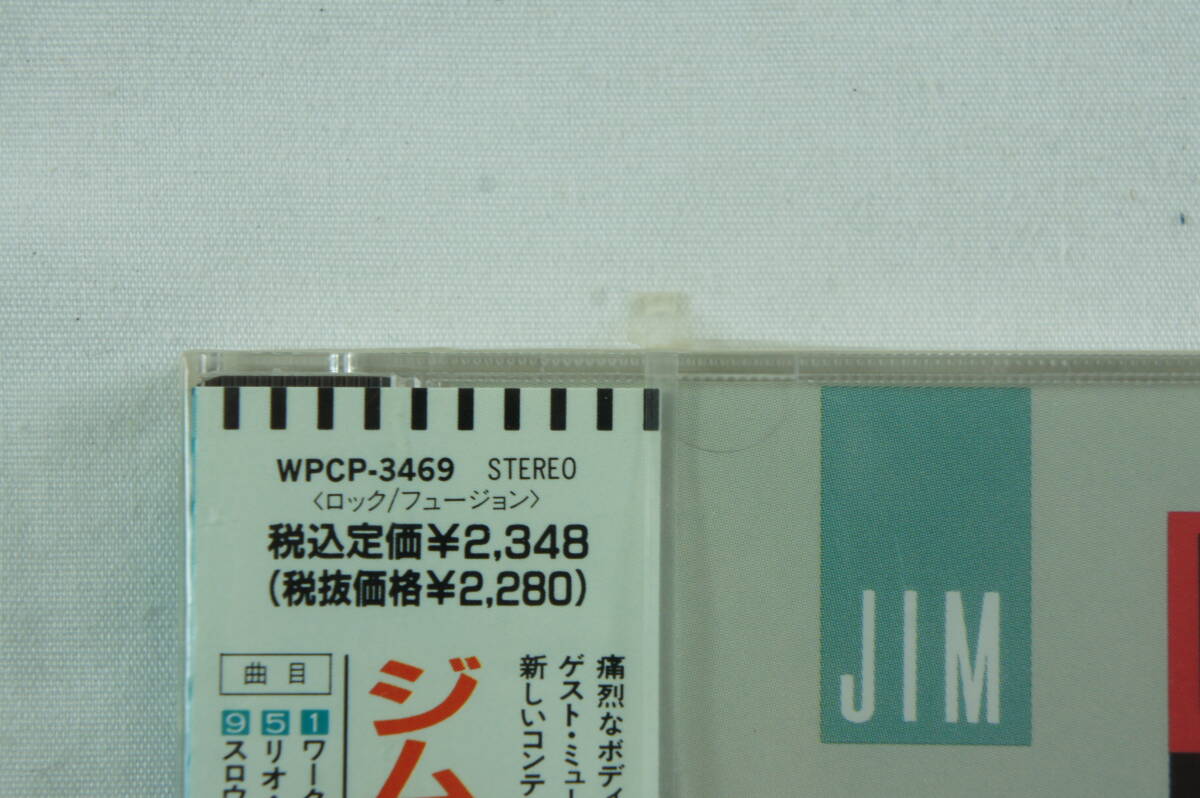 WPCP-3469 STEREO
〈ロック/フュージョン〉
税込定価¥2,348
(税抜価格¥2,280)
痛烈なボディ
ゲスト・ミュー
新しいコンテ
ジム
曲目
1 ワーク
5 リオ・
9 スロウ
JIM